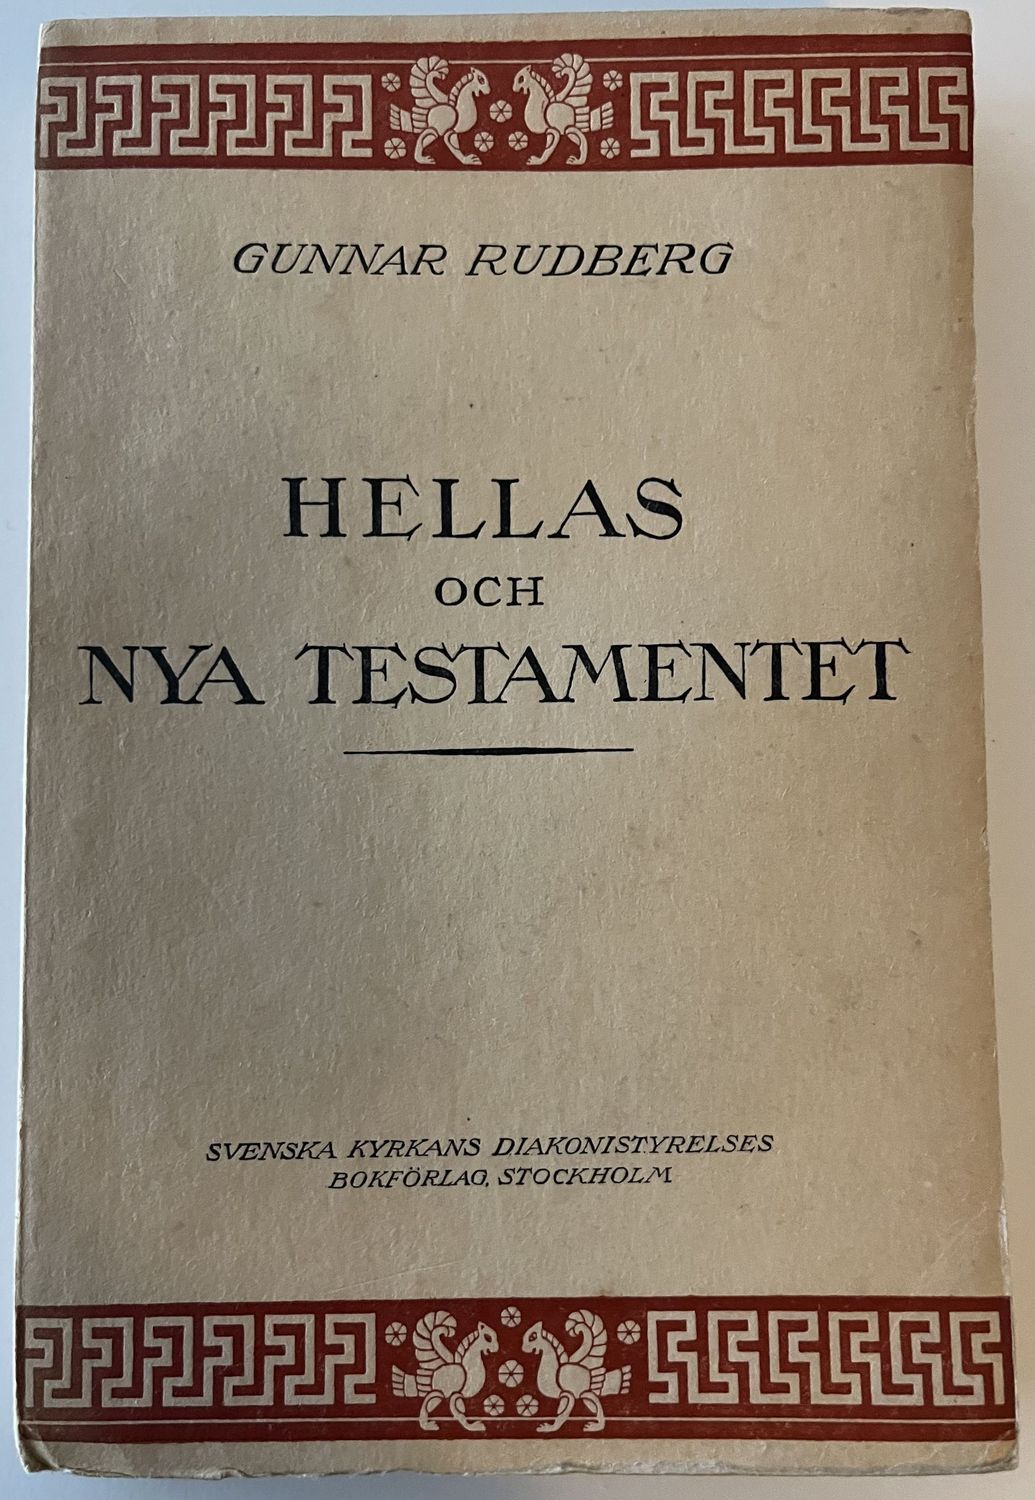 GUNNAR RUDBERG
HELLAS
OCH
NYA TESTAMENTET
SVENSKA KYRKANS DIAKONISTYRELSES
BOKFÖRLAG, STOCKHOLM